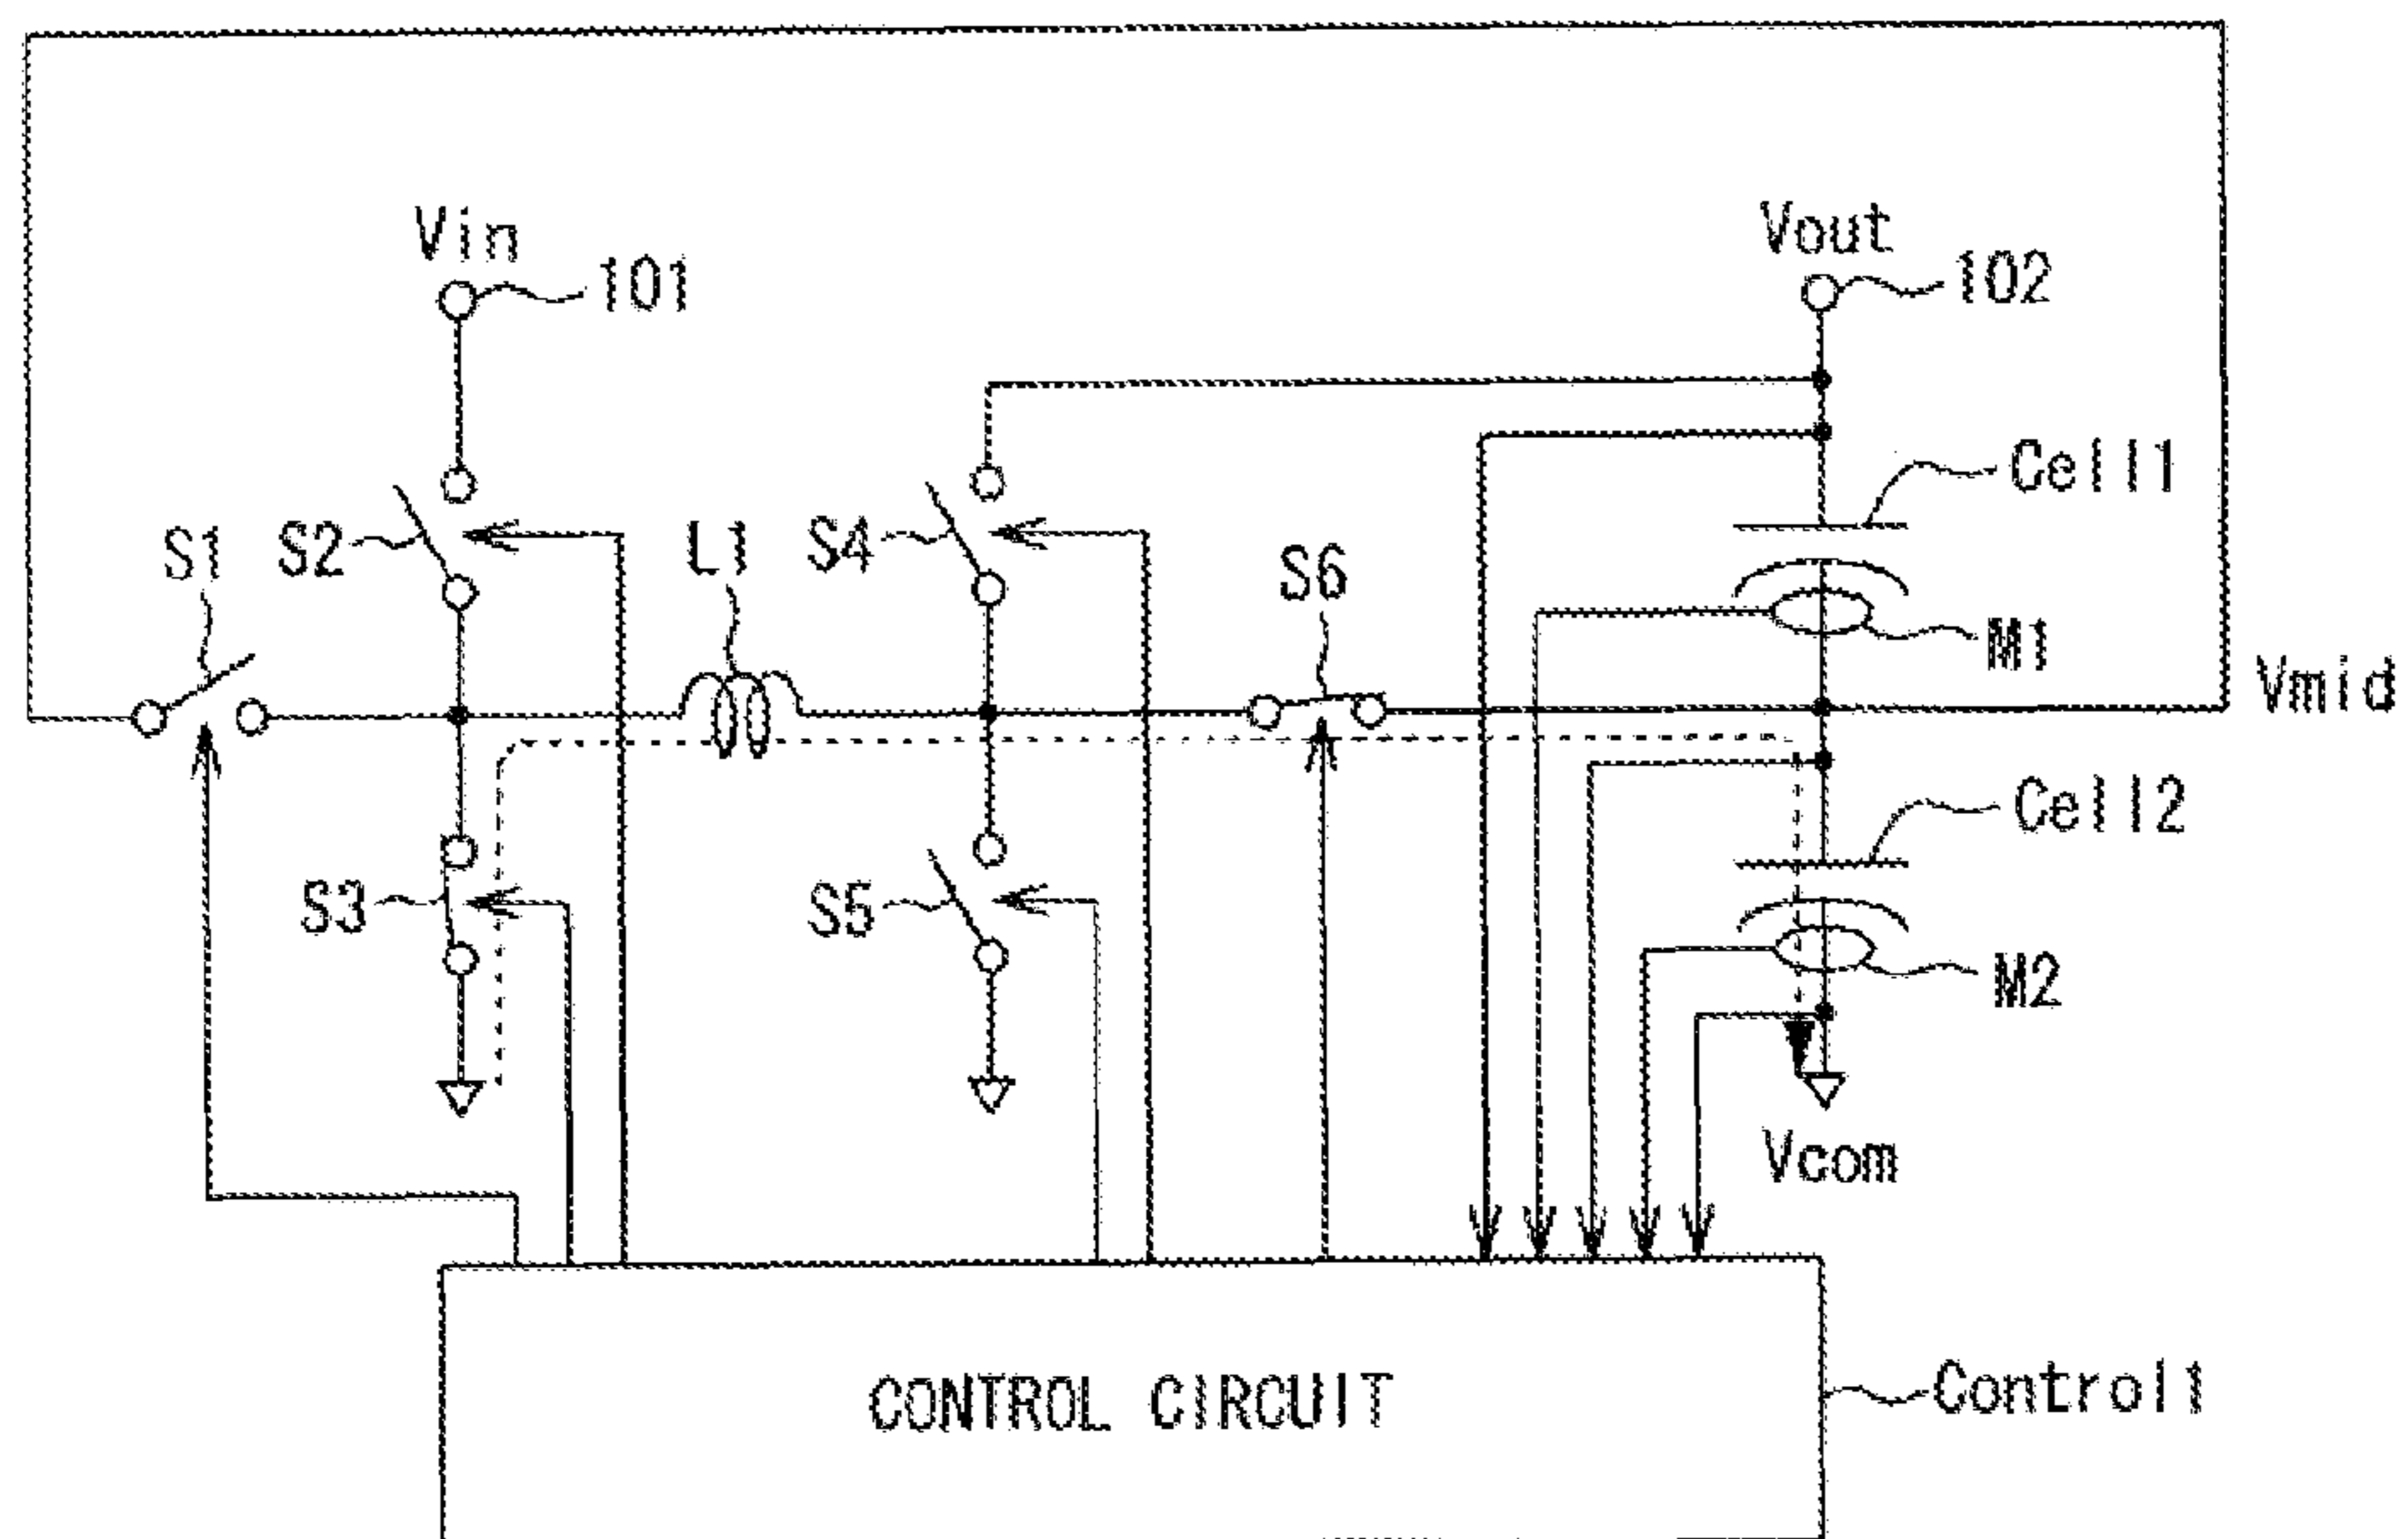 Vin
101
Vout
102
Cell1
S1
S2
L1
S4
S6
M1
Vmid
Cell2
S3
S5
M2
Vcom
CONTROL CIRCUIT
Control1